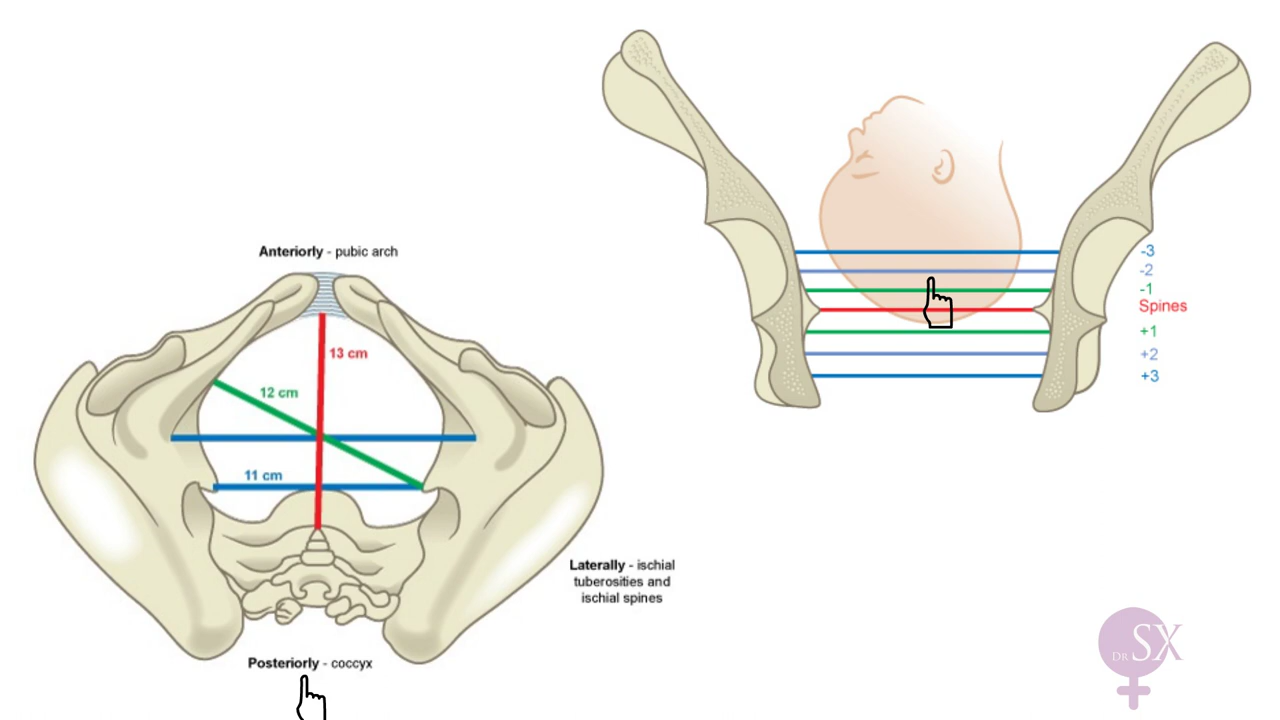 Anteriorly - pubic arch
13 cm
12 cm
11 cm
Laterally - ischial
tuberosities and
ischial spines
Posteriorly - coccyx
-3
-2
-1
Spines
+1
+2
+3
DR SX